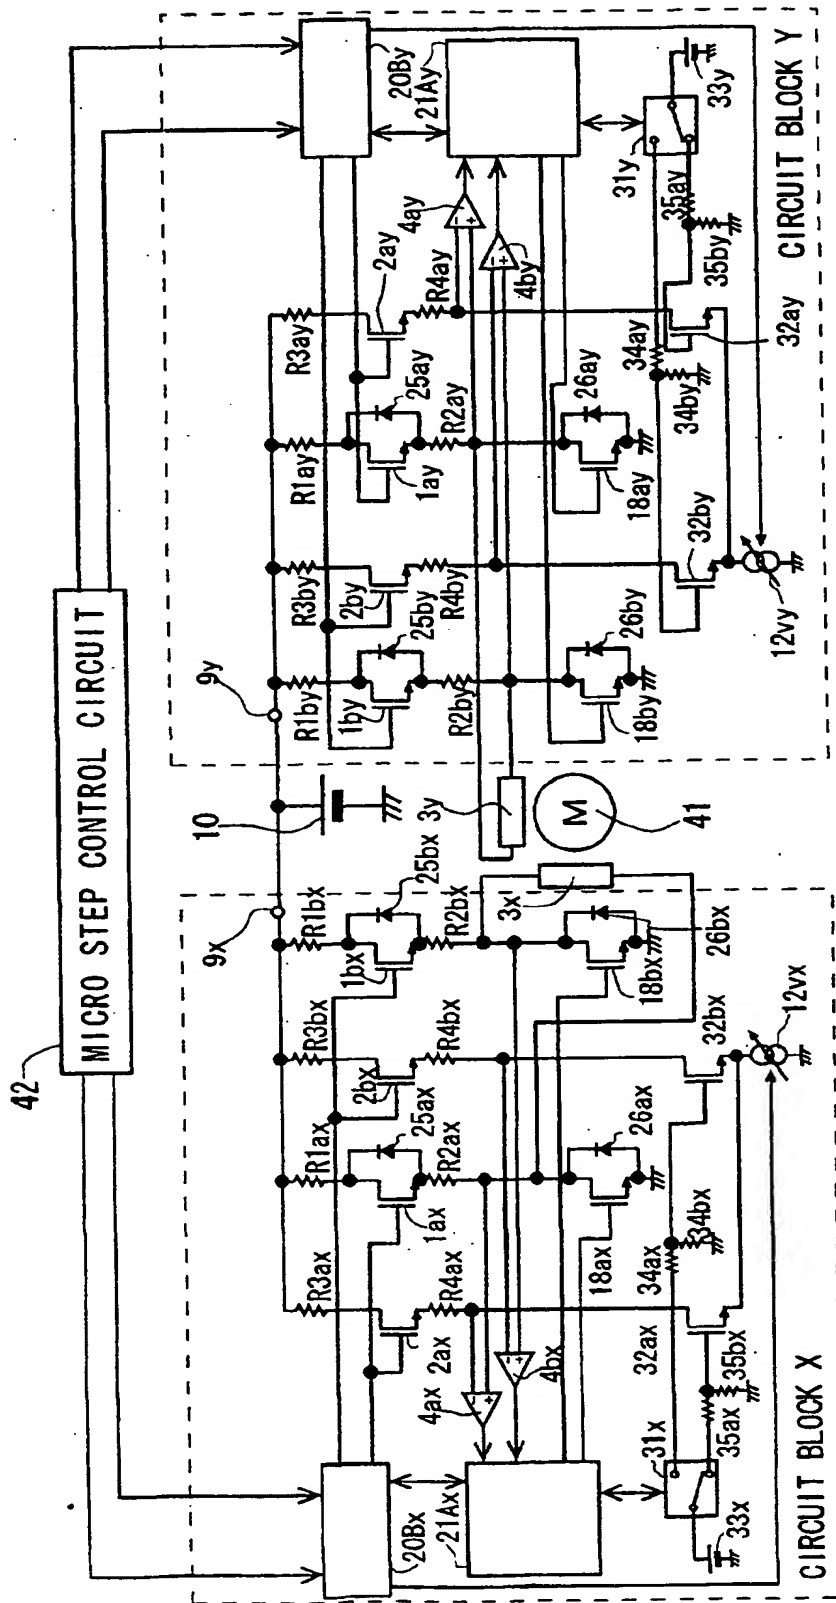 42
MICRO STEP CONTROL CIRCUIT
20By
21Ay
33y
CIRCUIT BLOCK Y
31y
35ay
35by
4ay
4by
2ay
R4ay
R3ay
34ay
34by
32ay
25ay
R2ay
26ay
R1ay
1ay
18ay
32by
R3by
2by
R4by
25by
26by
12vy
9y
R1by
1by
R2by
18by
10
3y
M
41
9x
R1bx
25bx
1bx
R2bx
3x
26bx
18bx
R3bx
2bx
R4bx
32bx
12vx
R1ax
25ax
1ax
R2ax
26ax
18ax
34ax
34bx
R3ax
2ax
R4ax
32ax
4ax
4bx
35ax
35bx
31x
20Bx
21Ax
33x
CIRCUIT BLOCK X